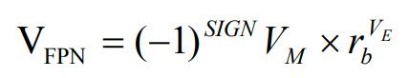 V_FPN = (−1)^SIGN V_M × r_b^V_E